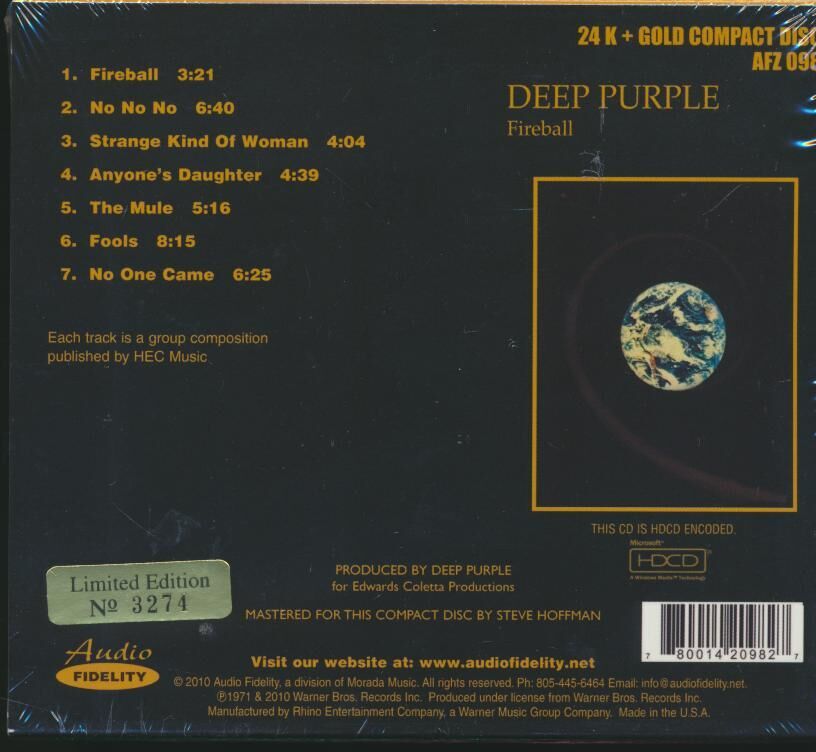 24 K + GOLD COMPACT DISC
AFZ 098
1. Fireball 3:21
2. No No No 6:40
3. Strange Kind Of Woman 4:04
4. Anyone's Daughter 4:39
5. The Mule 5:16
6. Fools 8:15
7. No One Came 6:25
DEEP PURPLE
Fireball
Each track is a group composition
published by HEC Music
THIS CD IS HDCD ENCODED.
Microsoft®
HDCD™
A Windows Media™ Technology
PRODUCED BY DEEP PURPLE
for Edwards Coletta Productions
Limited Edition
Nº 3274
MASTERED FOR THIS COMPACT DISC BY STEVE HOFFMAN
7 80014 20982 7
Audio
FIDELITY
Visit our website at: www.audiofidelity.net
© 2010 Audio Fidelity, a division of Morada Music. All rights reserved. Ph: 805-445-6464 Email: info@audiofidelity.net.
℗1971 & 2010 Warner Bros. Records Inc. Produced under license from Warner Bros. Records Inc.
Manufactured by Rhino Entertainment Company, a Warner Music Group Company. Made in the U.S.A.